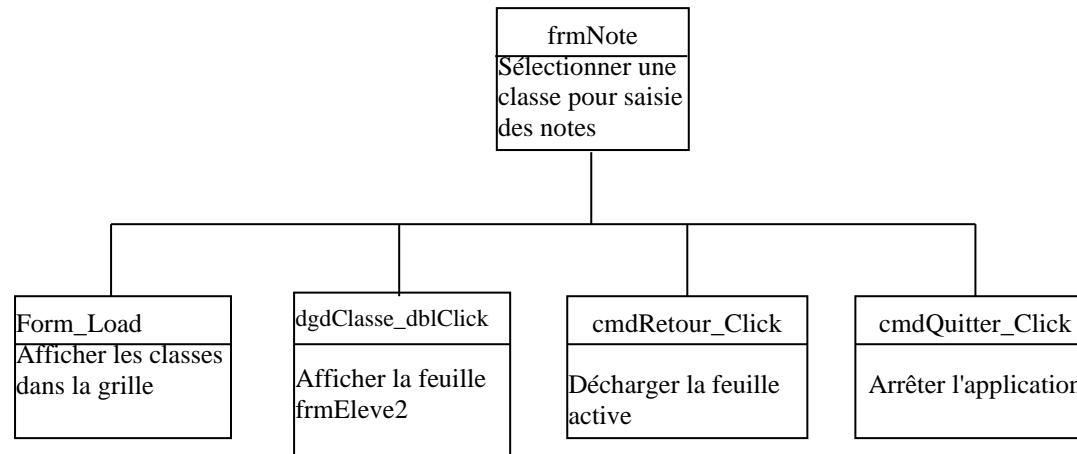 frmNote
Sélectionner une
classe pour saisie
des notes
Form_Load
Afficher les classes
dans la grille
dgdClasse_dblClick
Afficher la feuille
frmEleve2
cmdRetour_Click
Décharger la feuille
active
cmdQuitter_Click
Arrêter l'application